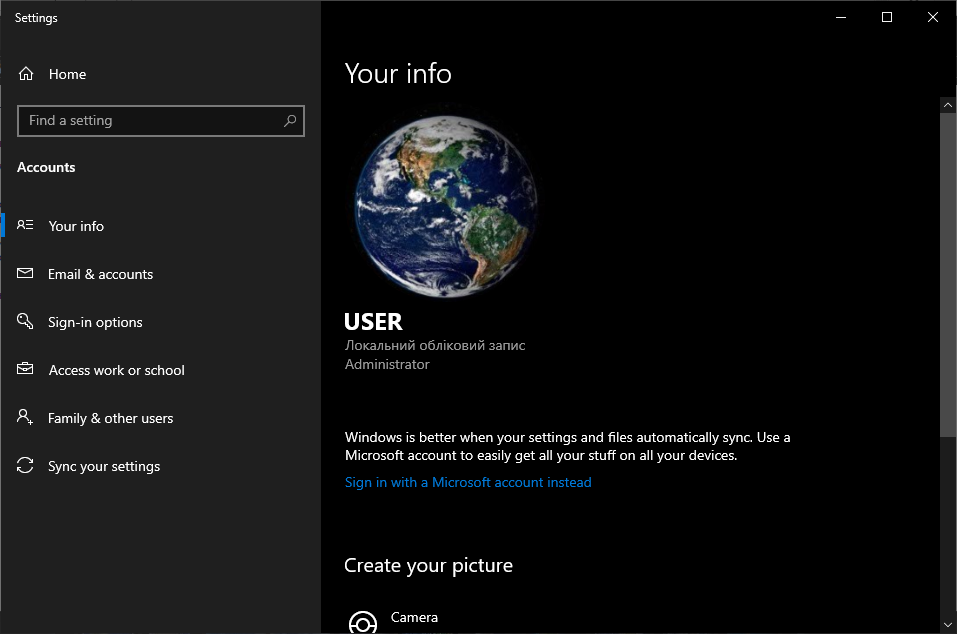 Settings
Home
Find a setting
Accounts
Your info
Email & accounts
Sign-in options
Access work or school
Family & other users
Sync your settings
Your info
USER
Локальний обліковий запис
Administrator
Windows is better when your settings and files automatically sync. Use a
Microsoft account to easily get all your stuff on all your devices.
Sign in with a Microsoft account instead
Create your picture
Camera